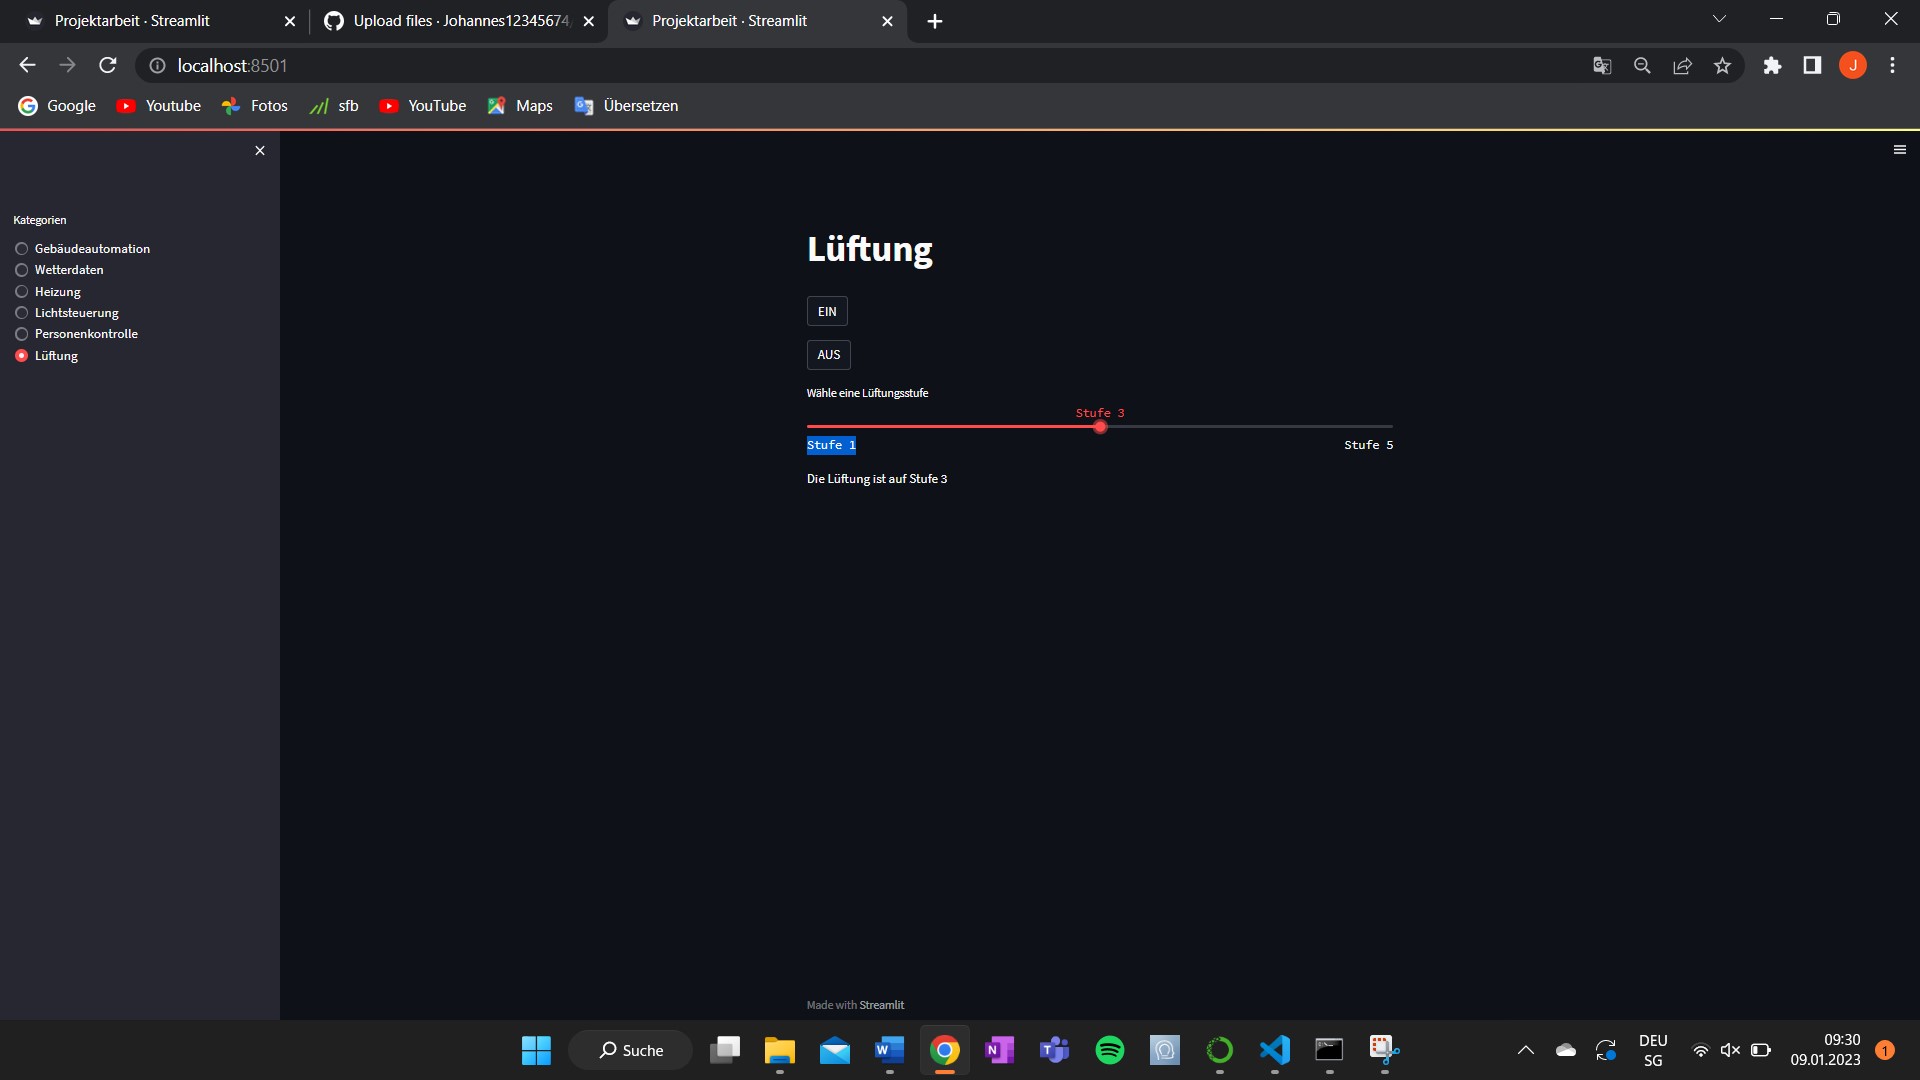 Projektarbeit · Streamlit
Upload files · Johannes12345674
Projektarbeit · Streamlit
localhost:8501
J
Google
Youtube
Fotos
sfb
YouTube
Maps
Übersetzen
Kategorien
Gebäudeautomation
Wetterdaten
Heizung
Lichtsteuerung
Personenkontrolle
Lüftung
Lüftung
EIN
AUS
Wähle eine Lüftungsstufe
Stufe 3
Stufe 1 Stufe 5
Die Lüftung ist auf Stufe 3
Made with Streamlit
Suche
DEU
SG
09:30
09.01.2023
1